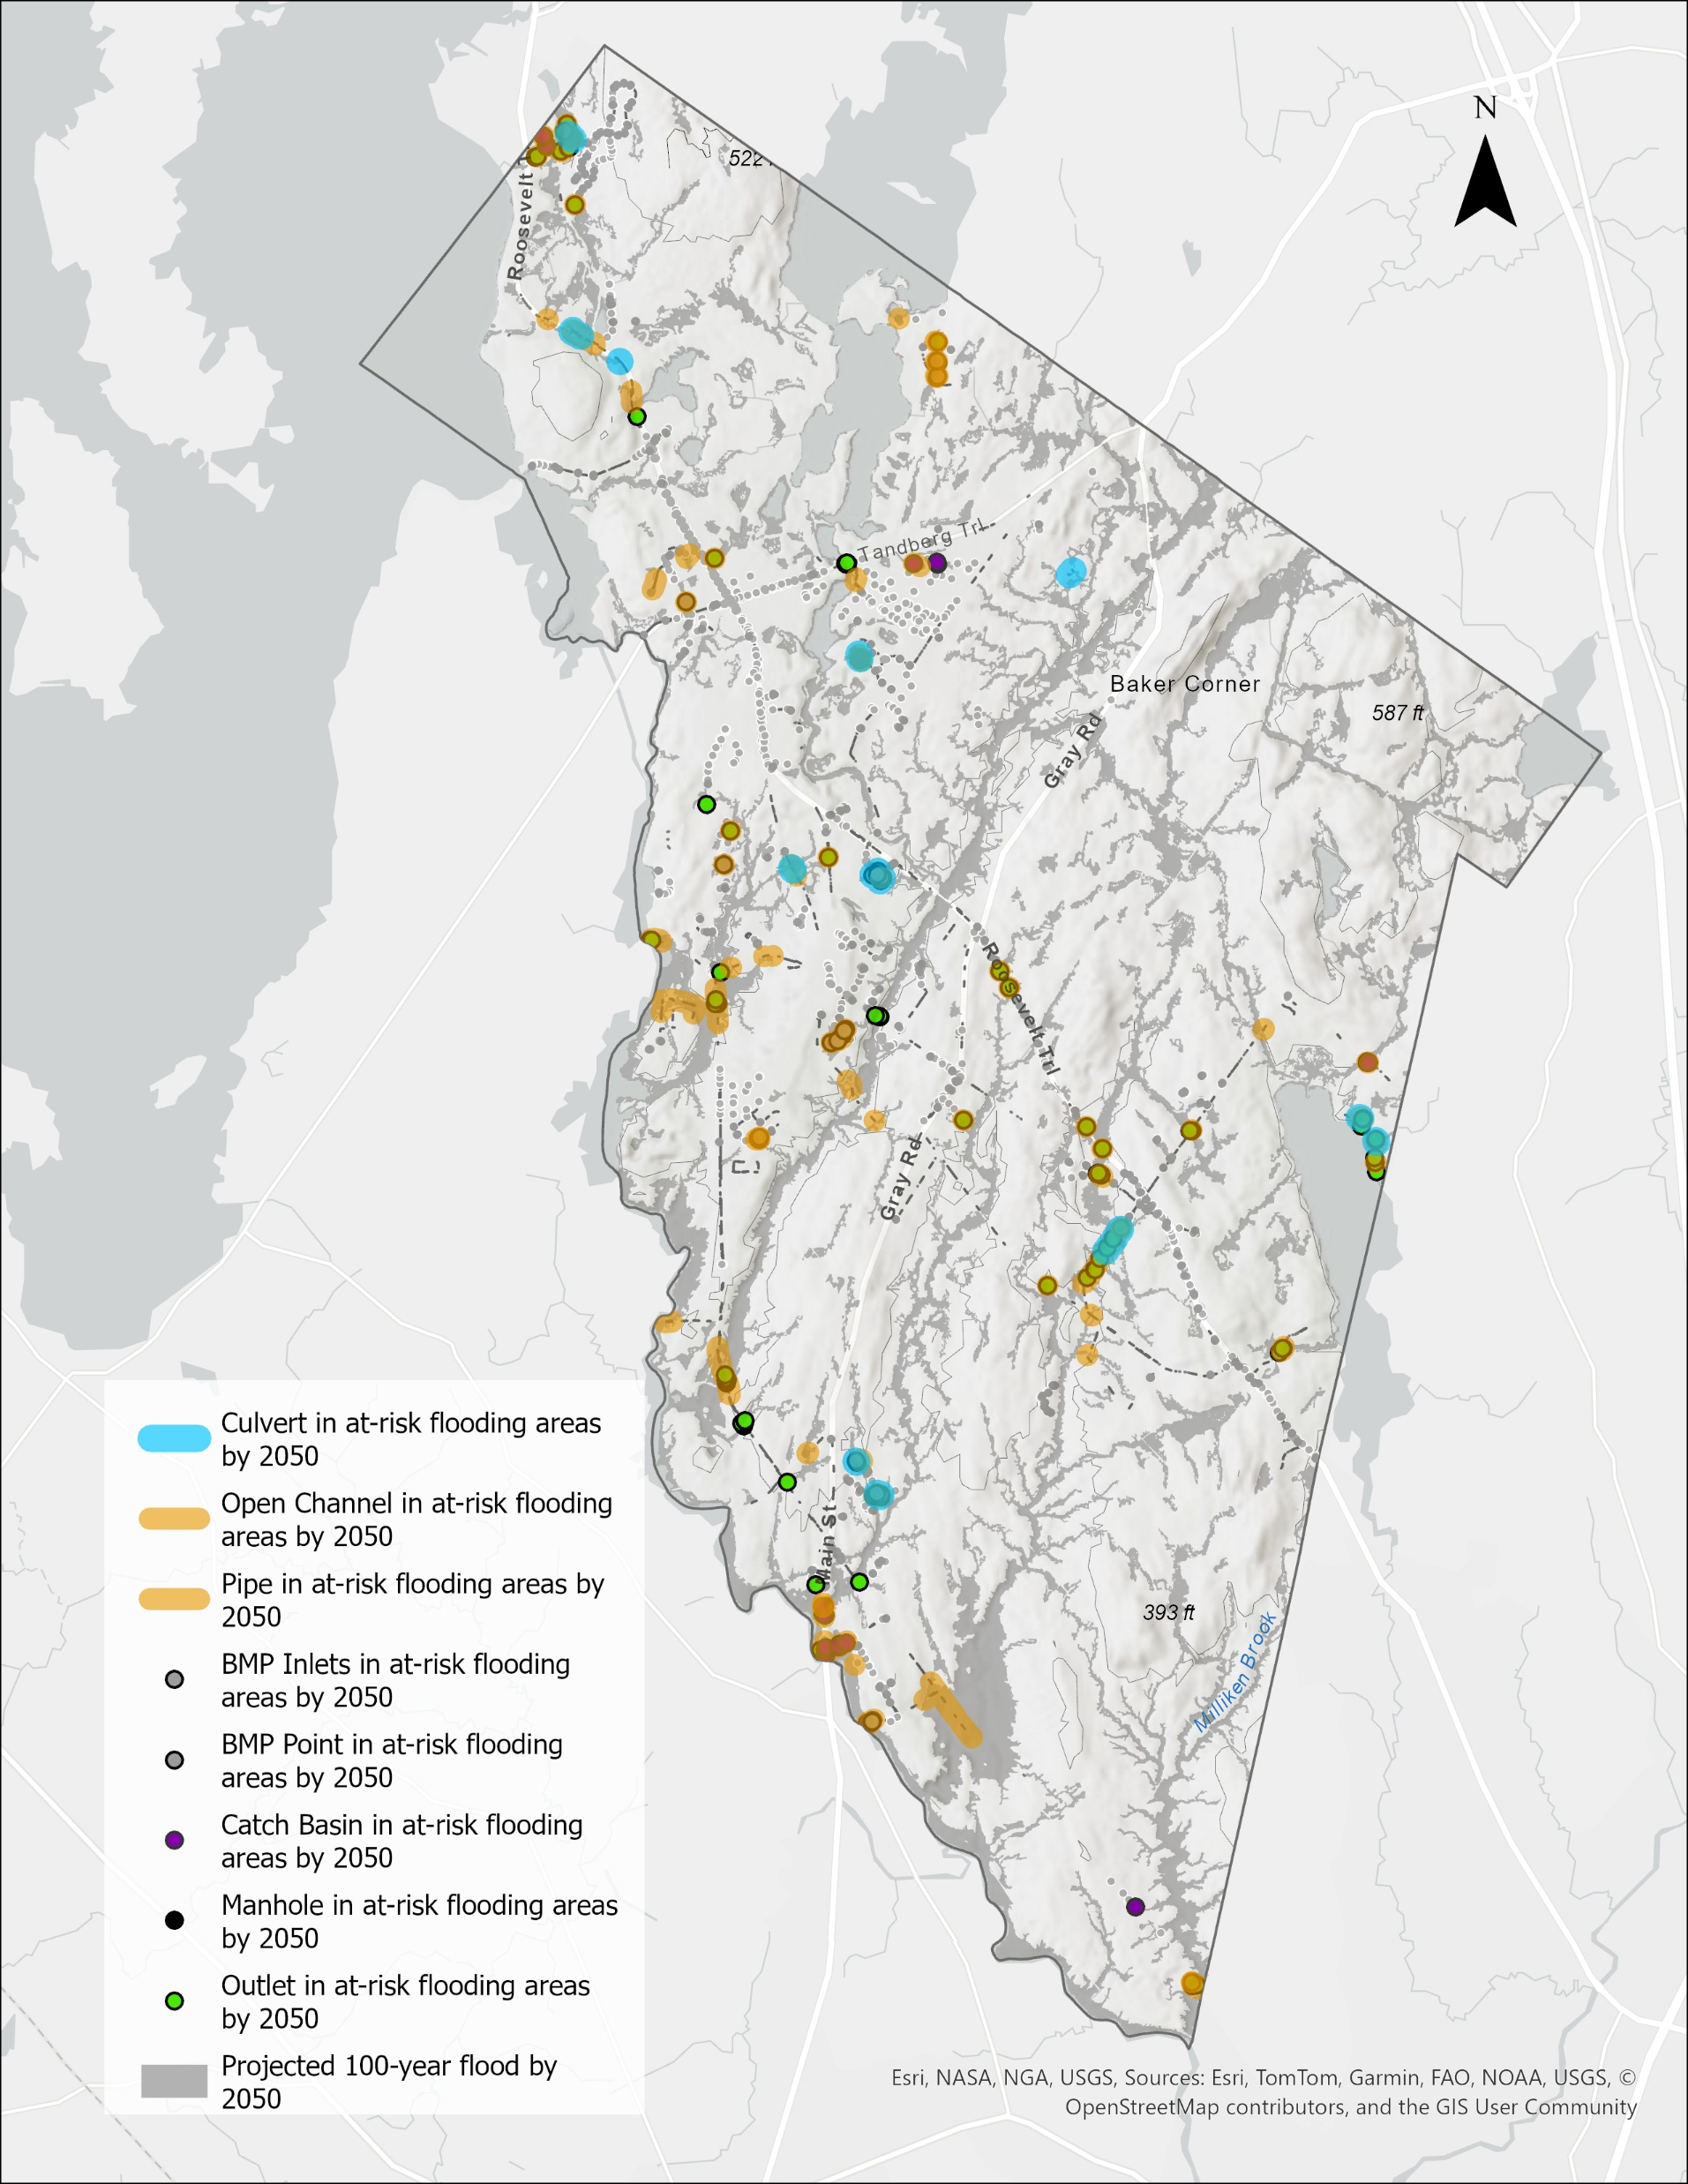 N
522
Roosevelt T
Tandberg Trl
Baker Corner
587 ft
Gray Rd
Roosevelt Trl
Gray Rd
Main St
393 ft
Milliken Brook
Culvert in at-risk flooding areas
by 2050
Open Channel in at-risk flooding
areas by 2050
Pipe in at-risk flooding areas by
2050
BMP Inlets in at-risk flooding
areas by 2050
BMP Point in at-risk flooding
areas by 2050
Catch Basin in at-risk flooding
areas by 2050
Manhole in at-risk flooding areas
by 2050
Outlet in at-risk flooding areas
by 2050
Projected 100-year flood by
2050
Esri, NASA, NGA, USGS, Sources: Esri, TomTom, Garmin, FAO, NOAA, USGS, ©
OpenStreetMap contributors, and the GIS User Community